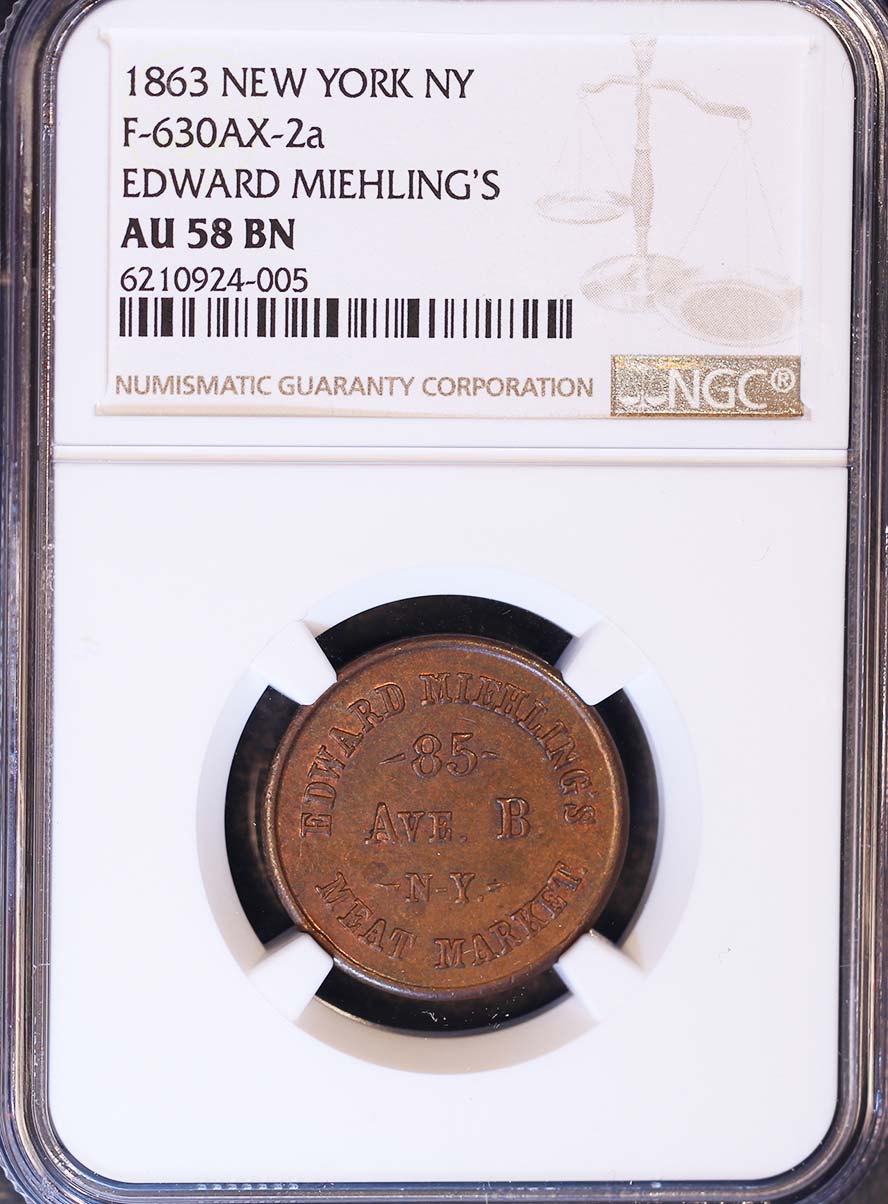 1863 NEW YORK NY
F-630AX-2a
EDWARD MIEHLING'S
AU 58 BN
6210924-005
NUMISMATIC GUARANTY CORPORATION NGC®
EDWARD MIEHLING'S
-85-
AVE. B.
-N-Y.-
MEAT MARKET